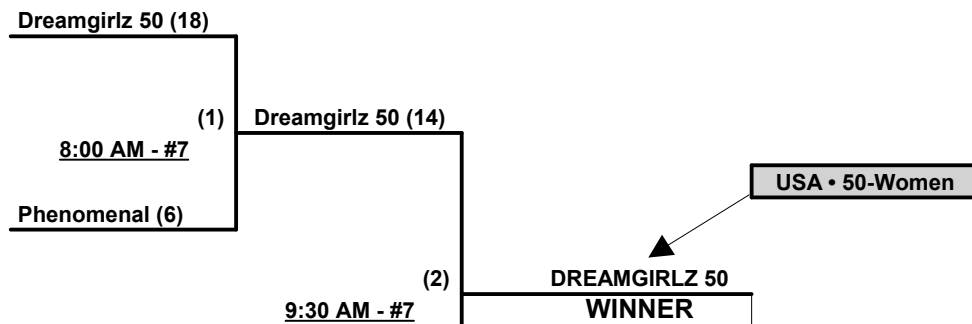 Dreamgirlz 50 (18)
(1)
Dreamgirlz 50 (14)
8:00 AM - #7
USA • 50-Women
Phenomenal (6)
(2)
DREAMGIRLZ 50
9:30 AM - #7
WINNER